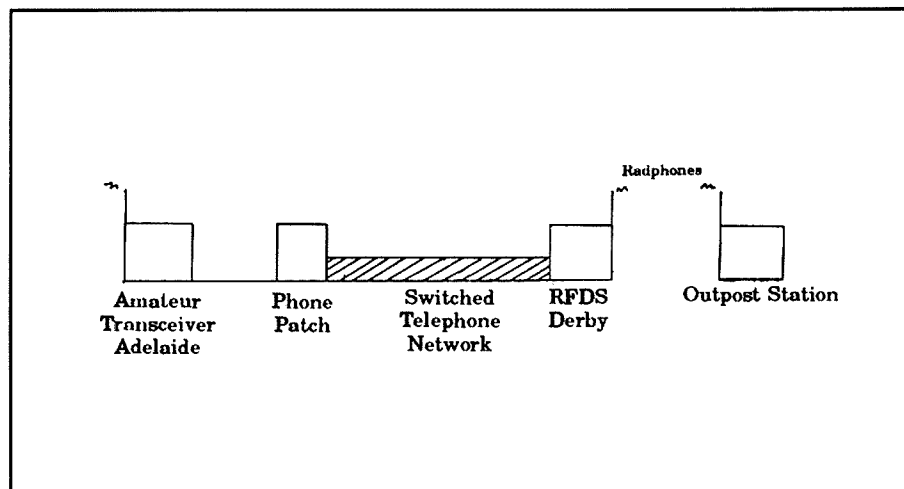 Radphones
Amateur
Transceiver
Adelaide
Phone
Patch
Switched
Telephone
Network
RFDS
Derby
Outpost Station